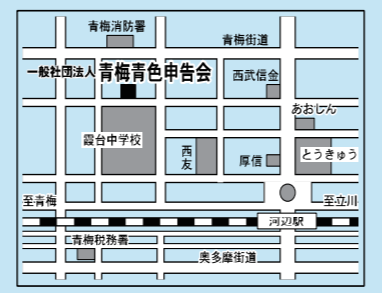 青梅消防署
青梅街道
一般社団法人 青梅青色申告会
西武信金
あおしん
霞台中学校
西友
厚信
とうきゅう
至青梅
至立川
河辺駅
青梅税務署
奥多摩街道